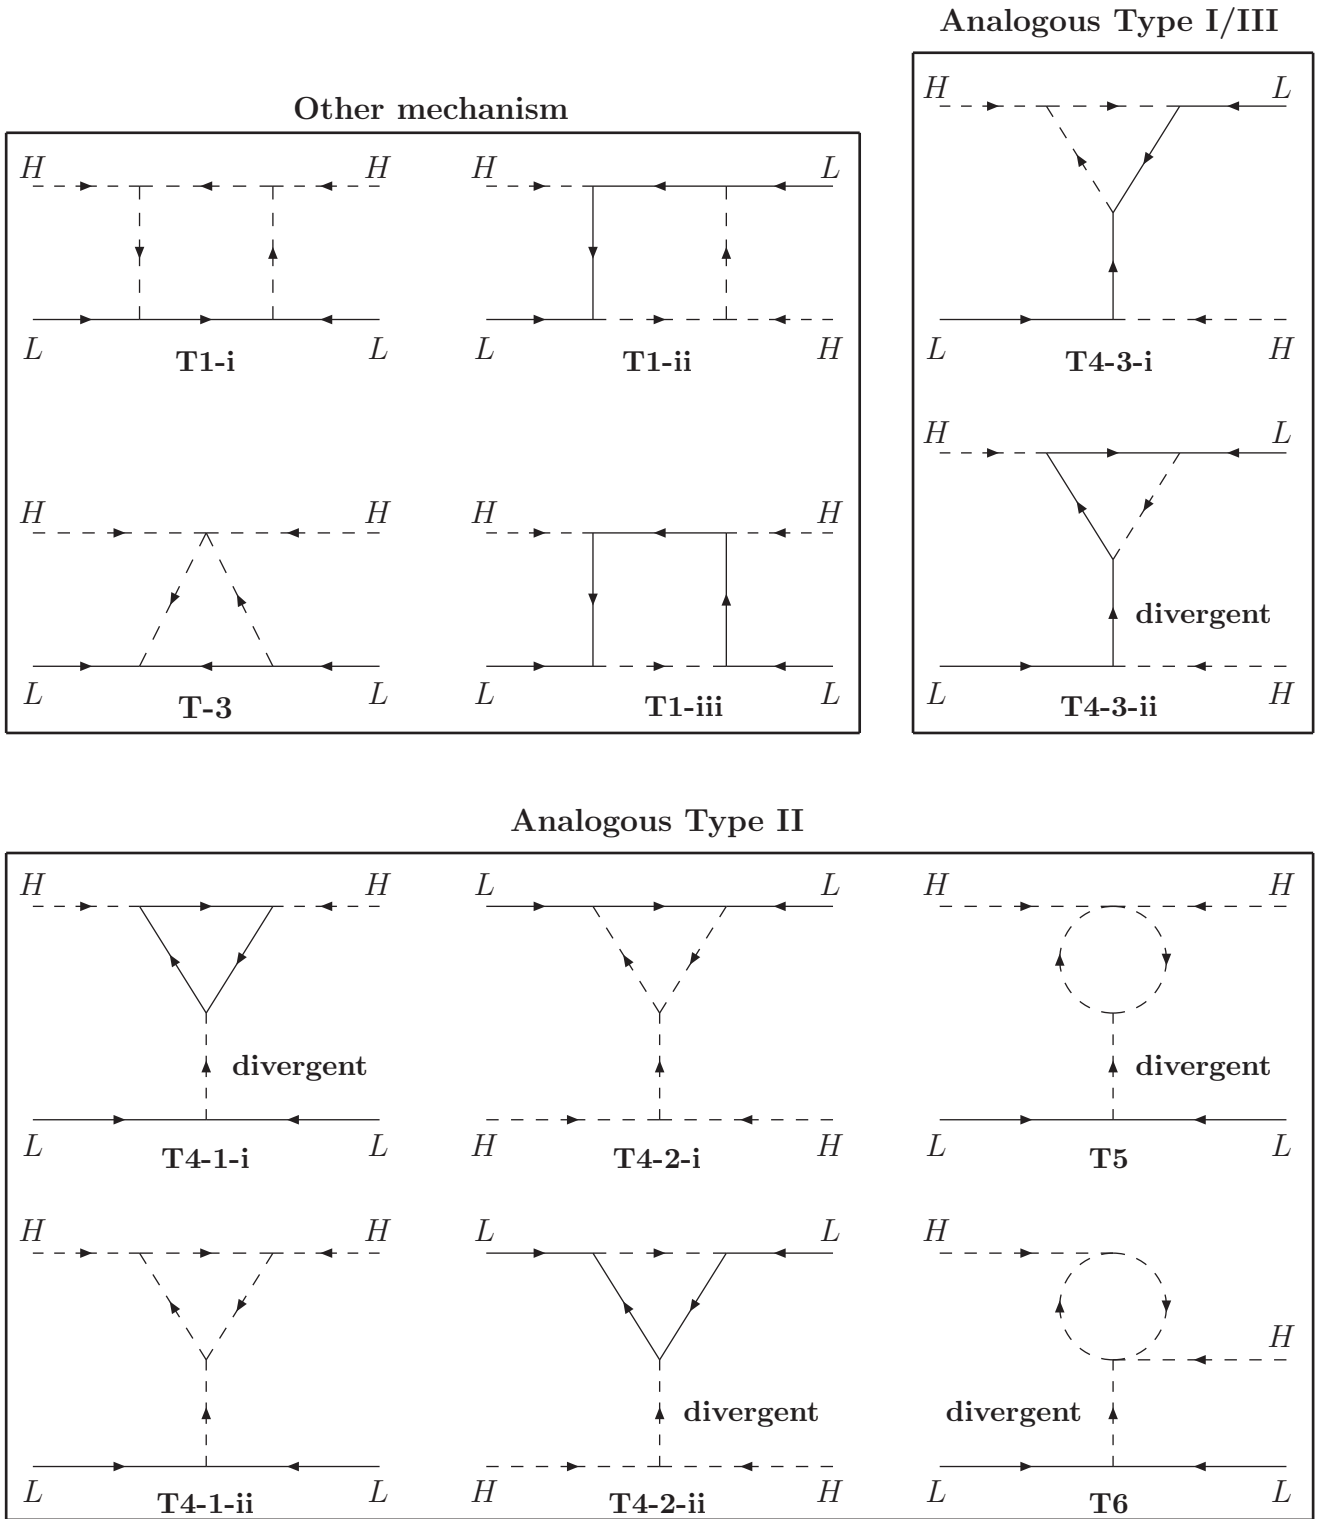 Analogous Type I/III
Other mechanism
H L
H H H L
L L L H L H
T1-i T1-ii T4-3-i
H L
H H H H
divergent
L L L L L H
T-3 T1-iii T4-3-ii
Analogous Type II
H H L L H H
divergent divergent
L L H H L L
T4-1-i T4-2-i T5
H H L L H
H
divergent divergent
L L H H L L
T4-1-ii T4-2-ii T6